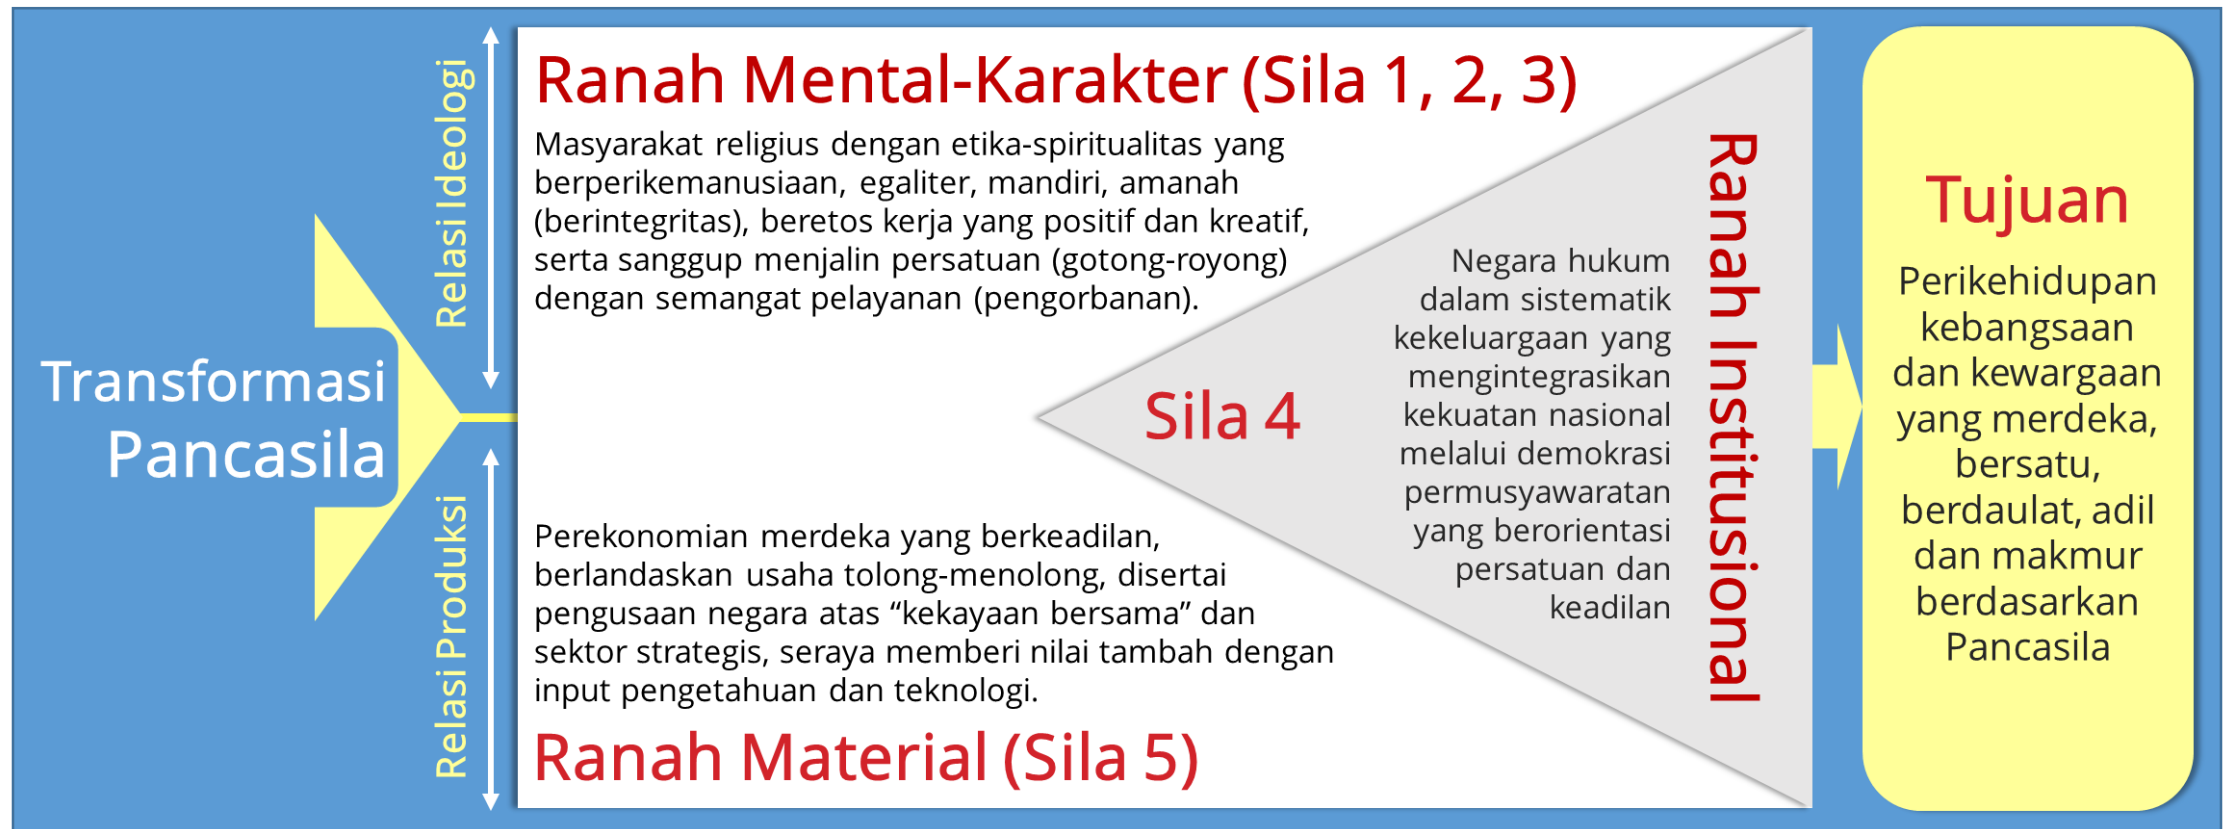 Transformasi
Pancasila
Relasi Ideologi
Relasi Produksi
Ranah Mental-Karakter (Sila 1, 2, 3)
Masyarakat religius dengan etika-spiritualitas yang
berperikemanusiaan, egaliter, mandiri, amanah
(berintegritas), beretos kerja yang positif dan kreatif,
serta sanggup menjalin persatuan (gotong-royong)
dengan semangat pelayanan (pengorbanan).
Perekonomian merdeka yang berkeadilan,
berlandaskan usaha tolong-menolong, disertai
pengusaan negara atas “kekayaan bersama” dan
sektor strategis, seraya memberi nilai tambah dengan
input pengetahuan dan teknologi.
Ranah Material (Sila 5)
Sila 4
Negara hukum
dalam sistematik
kekeluargaan yang
mengintegrasikan
kekuatan nasional
melalui demokrasi
permusyawaratan
yang berorientasi
persatuan dan
keadilan
Ranah Institusional
Tujuan
Perikehidupan
kebangsaan
dan kewargaan
yang merdeka,
bersatu,
berdaulat, adil
dan makmur
berdasarkan
Pancasila